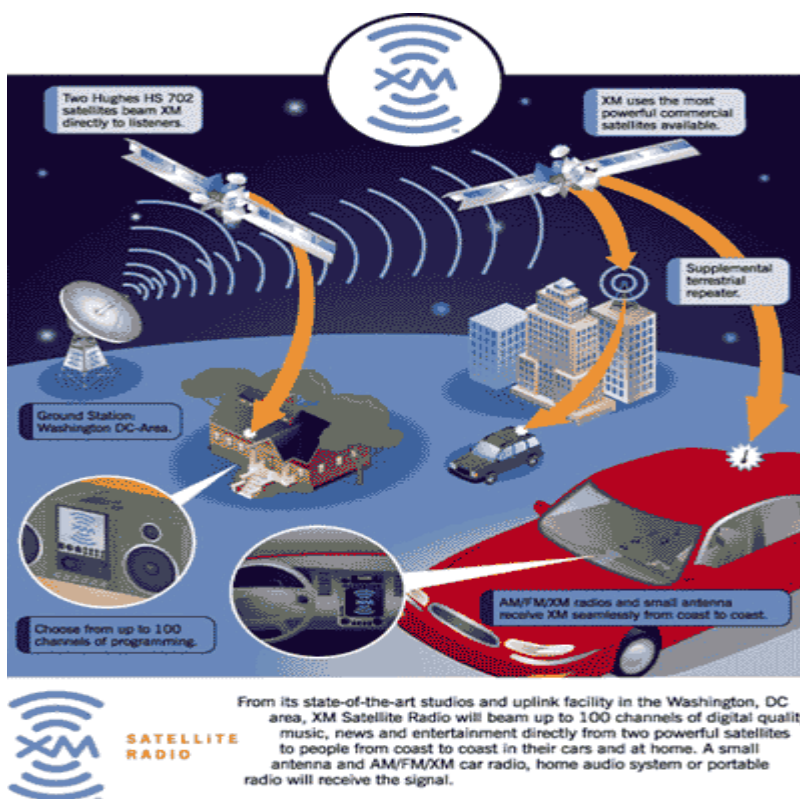 XM
Two Hughes HS 702
satellites beam XM
directly to listeners.
XM uses the most
powerful commercial
satellites available.
Supplemental
terrestrial
repeater.
Ground Station:
Washington DC-Area.
Choose from up to 100
channels of programming.
AM/FM/XM radios and small antenna
receive XM seamlessly from coast to coast.
XM
SATELLITE
RADIO
From its state-of-the-art studios and uplink facility in the Washington, DC
area, XM Satellite Radio will beam up to 100 channels of digital qualit
music, news and entertainment directly from two powerful satellites
to people from coast to coast in their cars and at home. A small
antenna and AM/FM/XM car radio, home audio system or portable
radio will receive the signal.